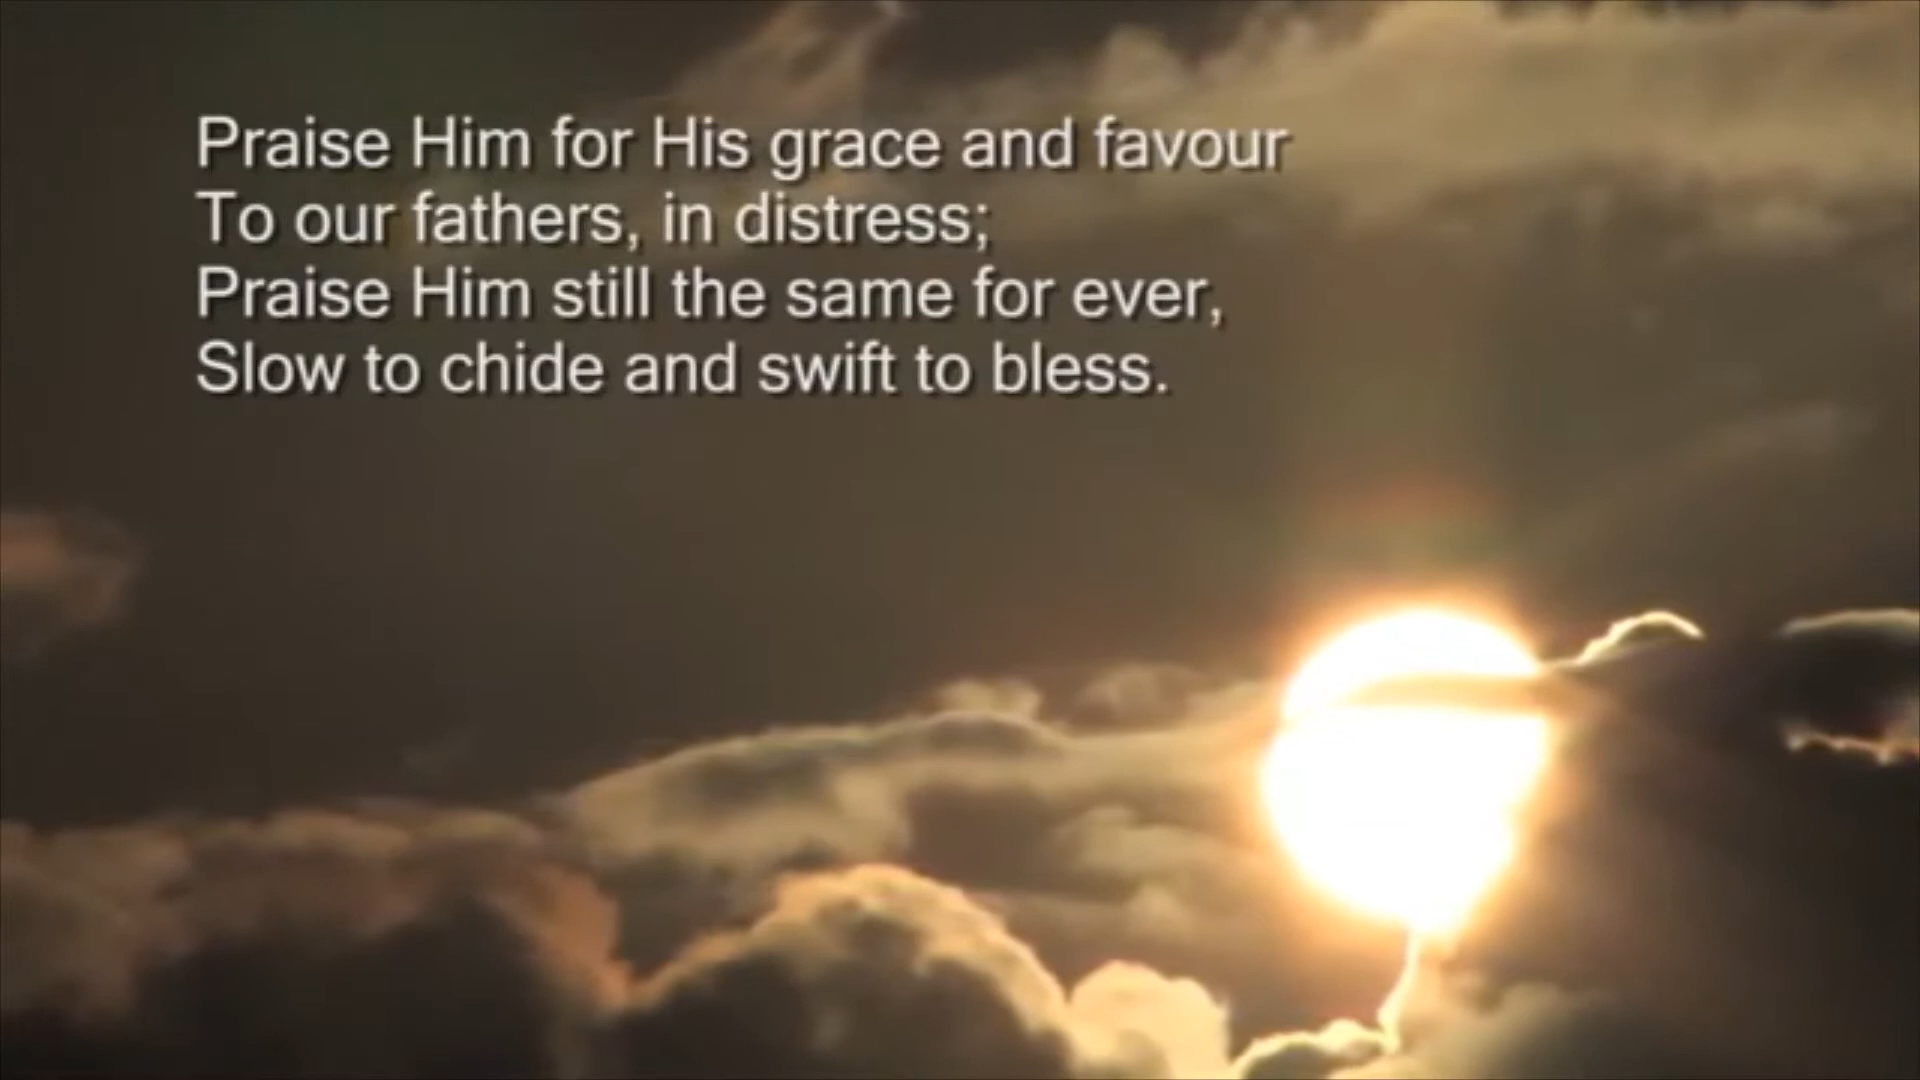 Praise Him for His grace and favour
To our fathers, in distress;
Praise Him still the same for ever,
Slow to chide and swift to bless.